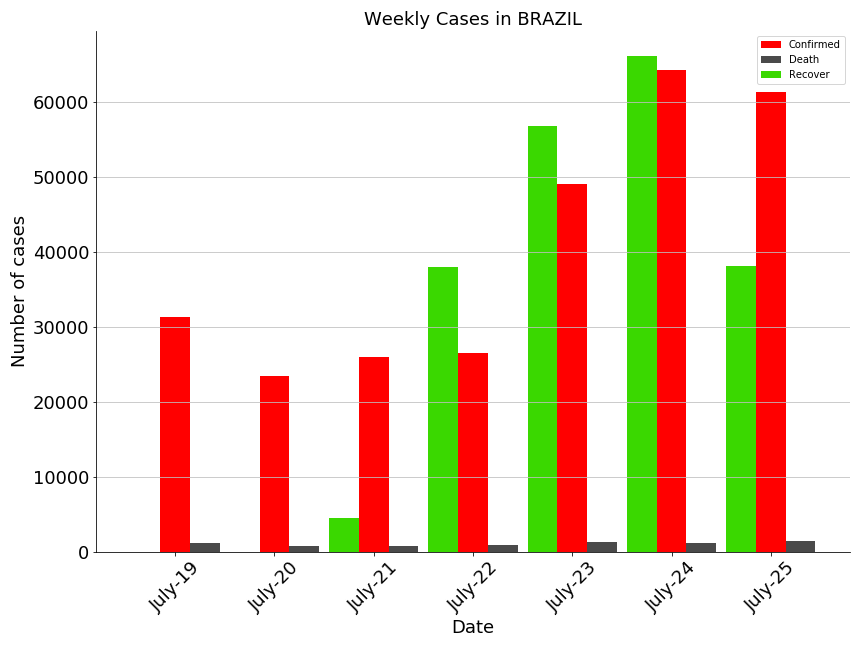 Weekly Cases in BRAZIL
Confirmed
Death
Recover
Number of cases
60000
50000
40000
30000
20000
10000
0
July-19
July-20
July-21
July-22
July-23
July-24
July-25
Date